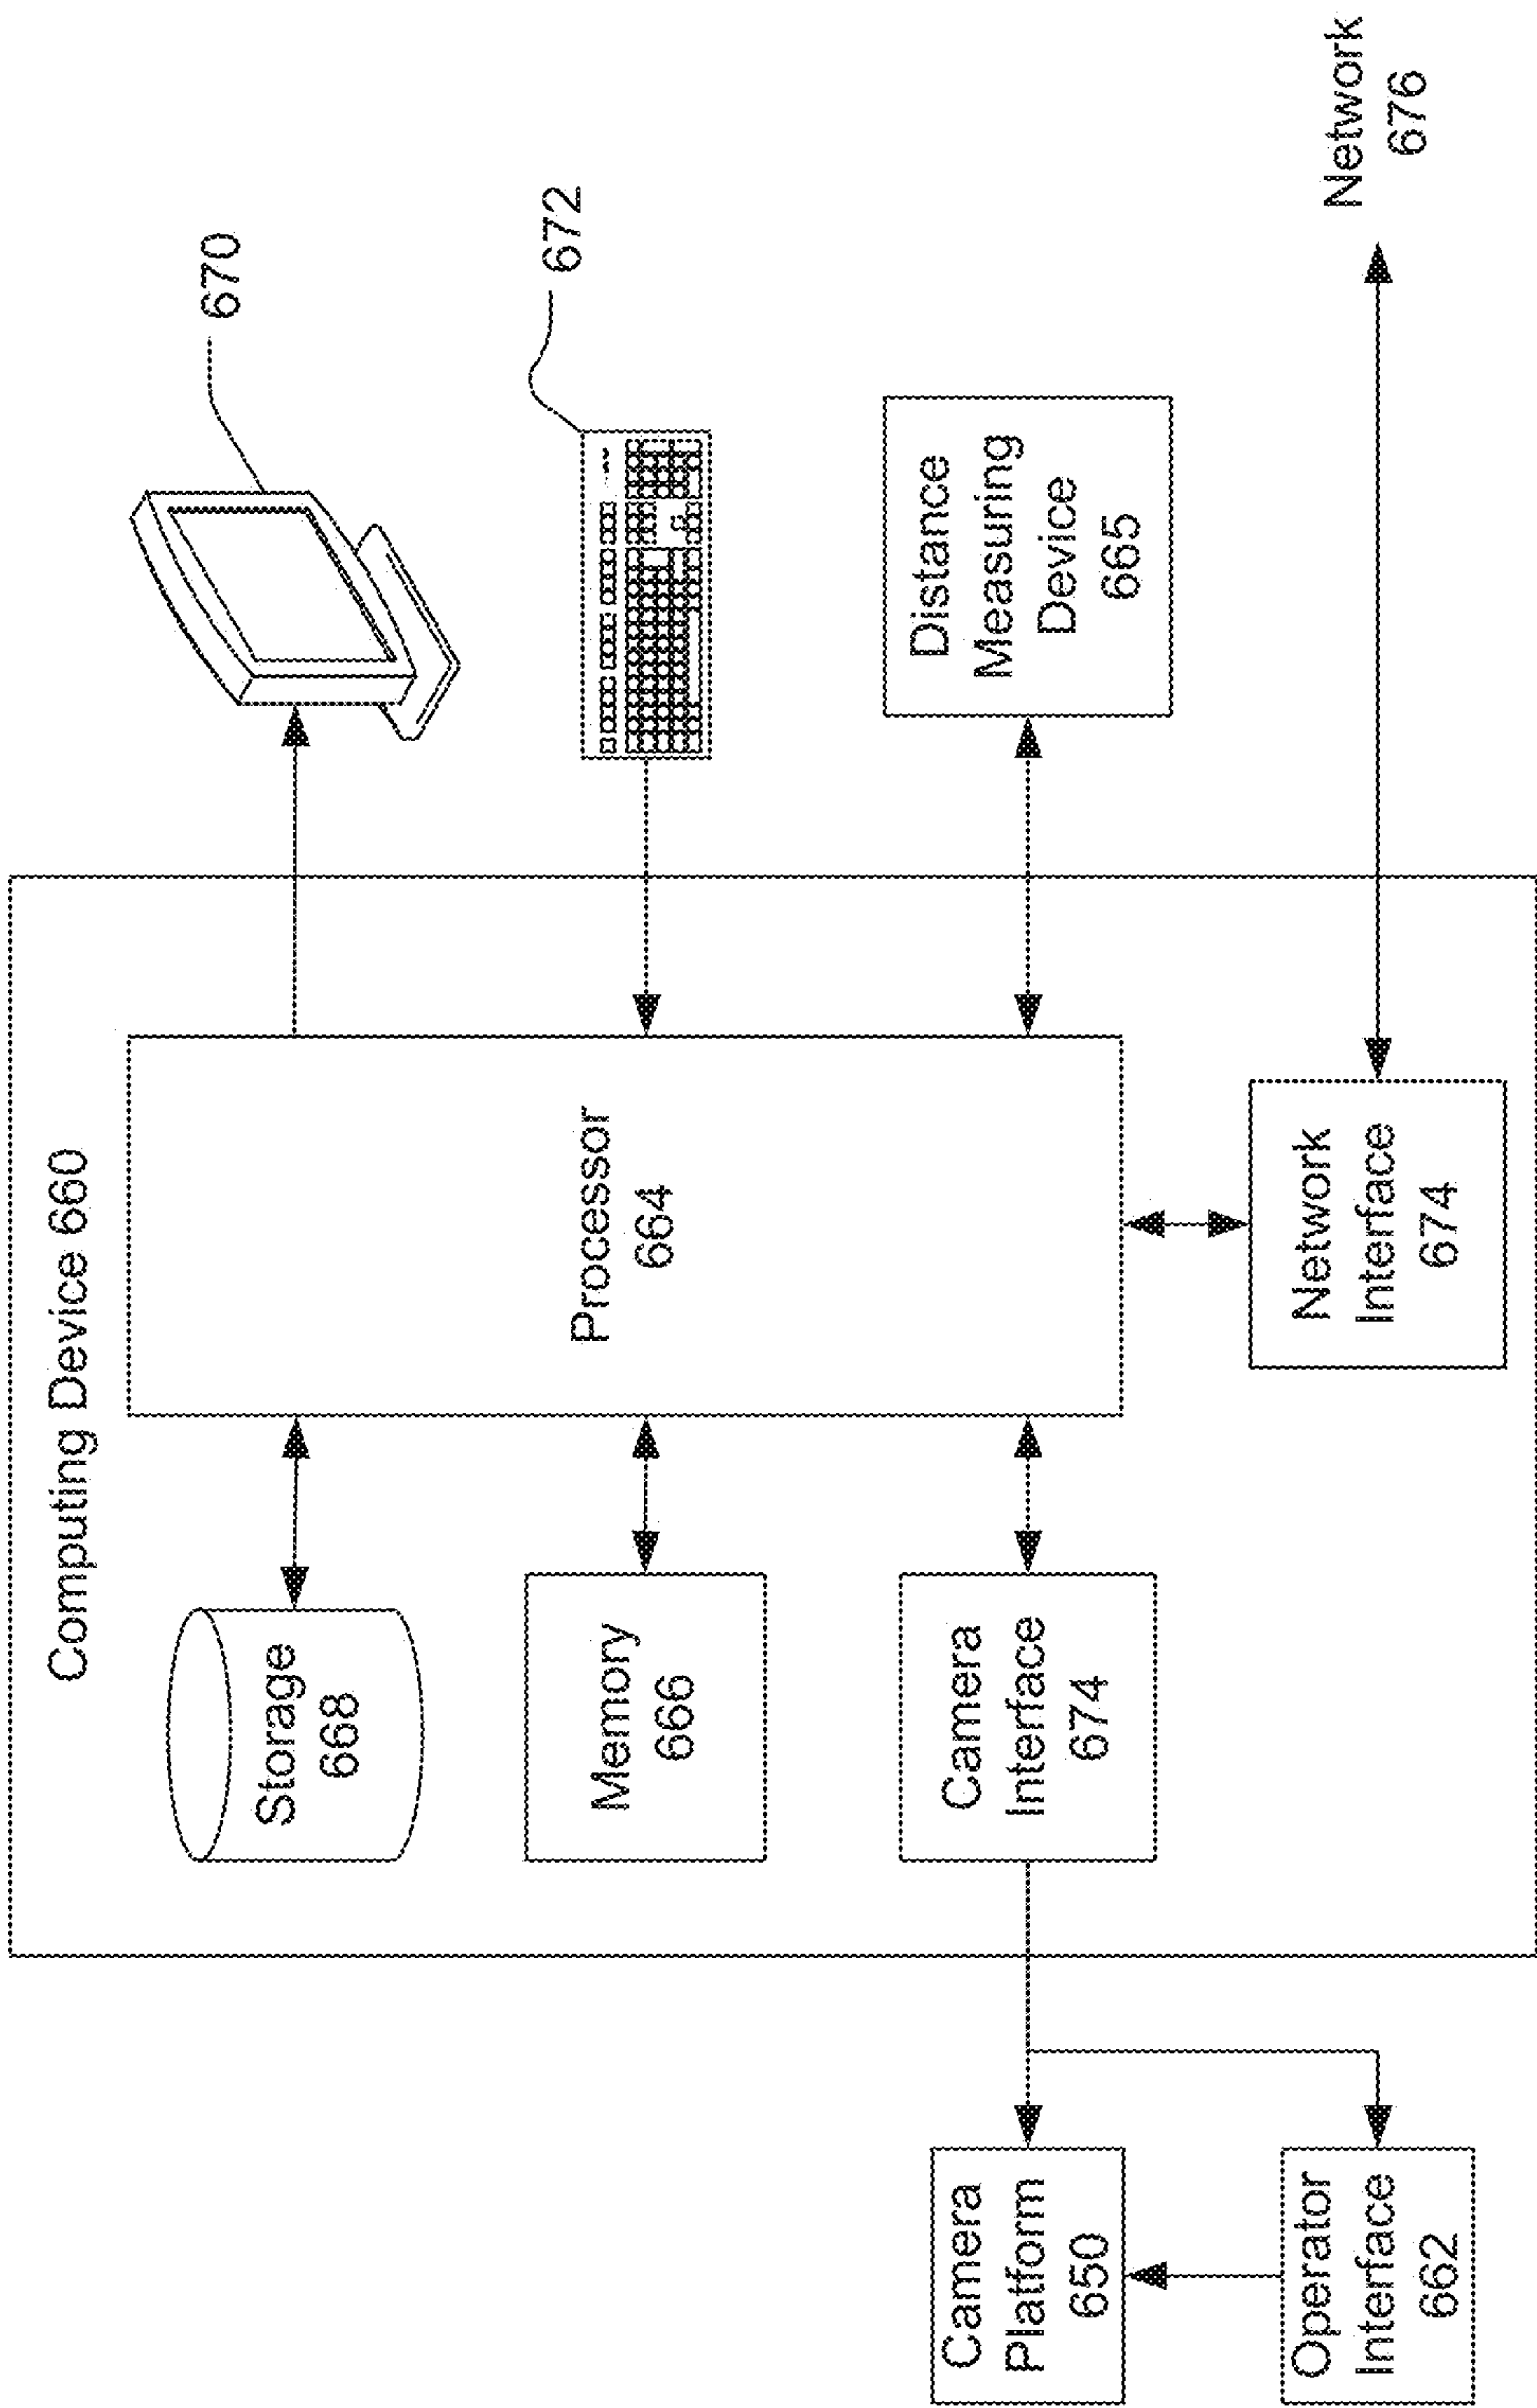 Computing Device 660
Storage
668
Memory
666
Camera
Interface
674
Processor
664
Network
Interface
674
670
672
Distance
Measuring
Device
665
Network
676
Camera
Platform
650
Operator
Interface
662